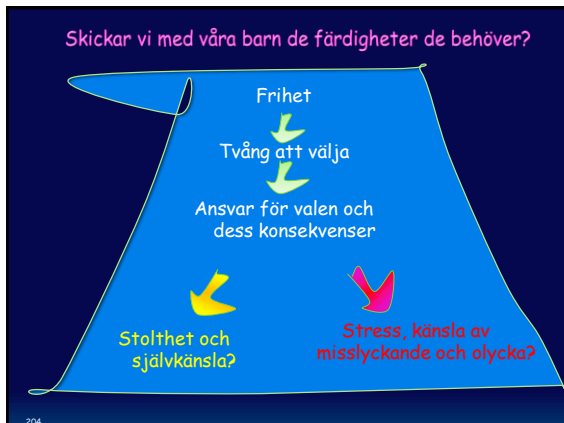 Skickar vi med våra barn de färdigheter de behöver?
Frihet
Tvång att välja
Ansvar för valen och
dess konsekvenser
Stolthet och
självkänsla?
Stress, känsla av
misslyckande och olycka?
204